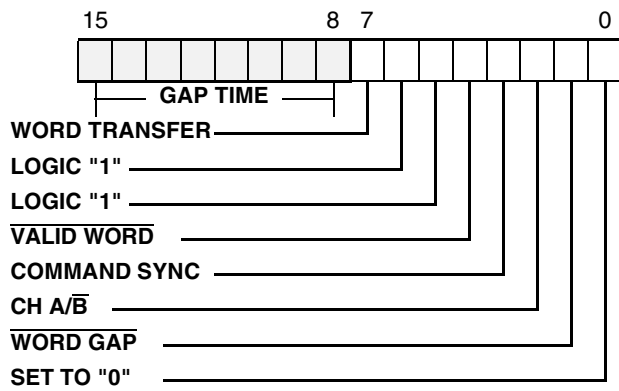 15 8 7 0
GAP TIME
WORD TRANSFER
LOGIC "1"
LOGIC "1"
VALID WORD
COMMAND SYNC
CH A/B
WORD GAP
SET TO "0"